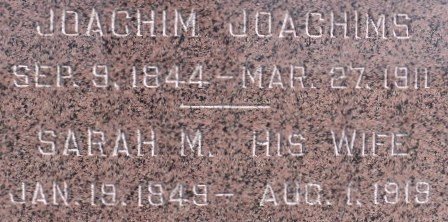 JOACHIM JOACHIMS
SEP. 9, 1844 – MAR. 27, 1911
SARAH M. HIS WIFE
JAN. 19, 1849 – AUG. 1, 1919